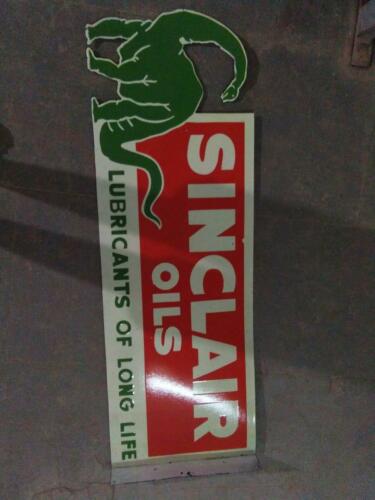 SINCLAIR
OILS
LUBRICANTS OF LONG LIFE